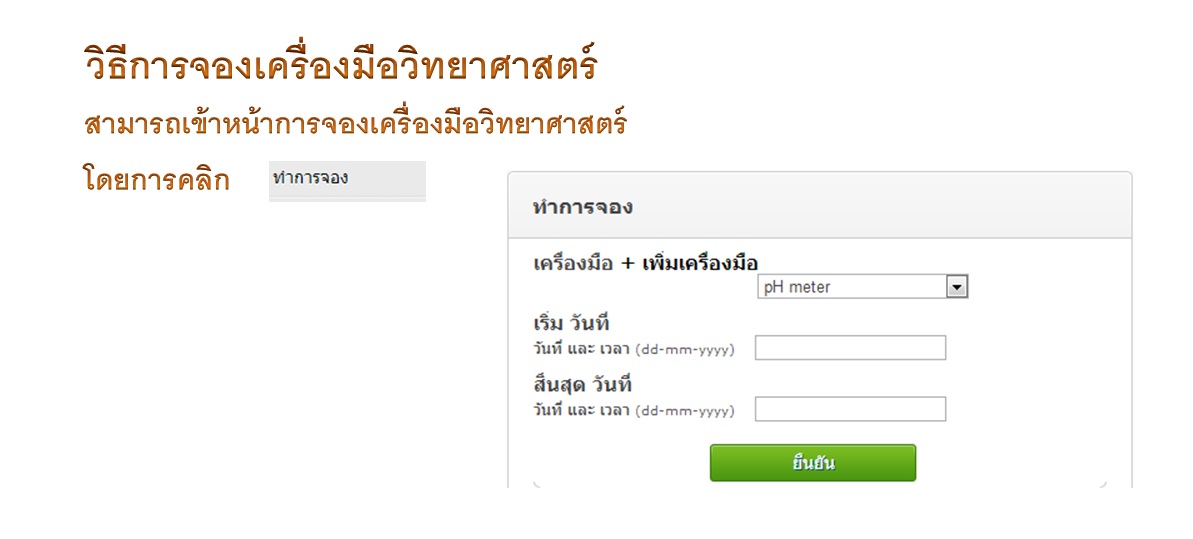 วิธีการจองเครื่องมือวิทยาศาสตร์
สามารถเข้าหน้าการจองเครื่องมือวิทยาศาสตร์
โดยการคลิก ทำการจอง
ทำการจอง
เครื่องมือ + เพิ่มเครื่องมือ
pH meter
เริ่ม วันที่
วันที่ และ เวลา (dd-mm-yyyy)
สิ้นสุด วันที่
วันที่ และ เวลา (dd-mm-yyyy)
ยืนยัน